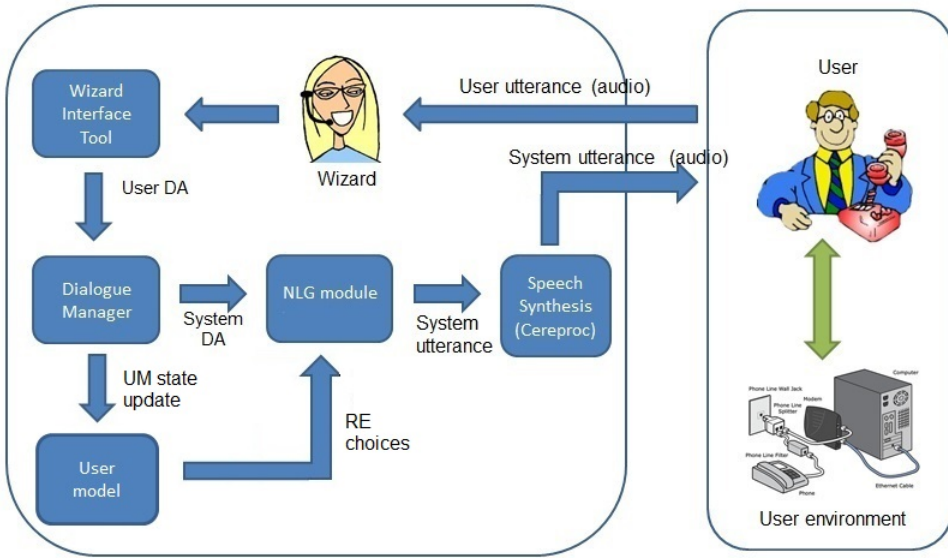 Wizard
Interface
Tool
Wizard
User utterance (audio)
System utterance (audio)
User
User DA
Dialogue
Manager
System
DA
NLG module
System
utterance
Speech
Synthesis
(Cereproc)
UM state
update
User
model
RE
choices
Computer
Phone Line Wall Jack
Modem
Phone Line
Splitter
Phone Line Filter
Phone
Ethernet Cable
User environment